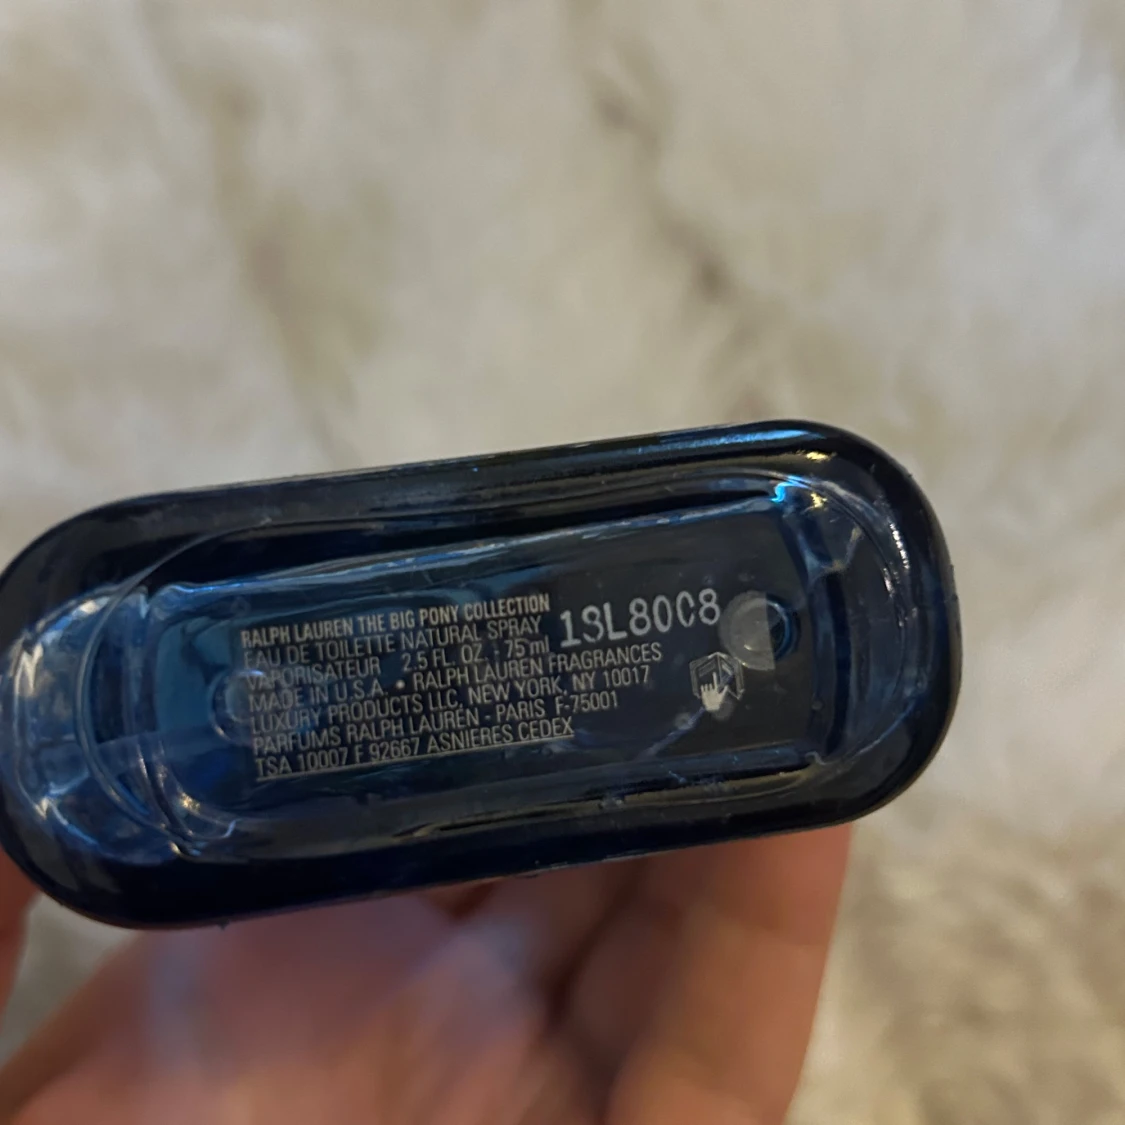 RALPH LAUREN THE BIG PONY COLLECTION
EAU DE TOILETTE NATURAL SPRAY
VAPORISATEUR 2.5 FL. OZ. - 75 ml
MADE IN U.S.A. • RALPH LAUREN FRAGRANCES
LUXURY PRODUCTS LLC, NEW YORK, NY 10017
PARFUMS RALPH LAUREN - PARIS F-75001
TSA 10007 F 92667 ASNIERES CEDEX
1SL8008